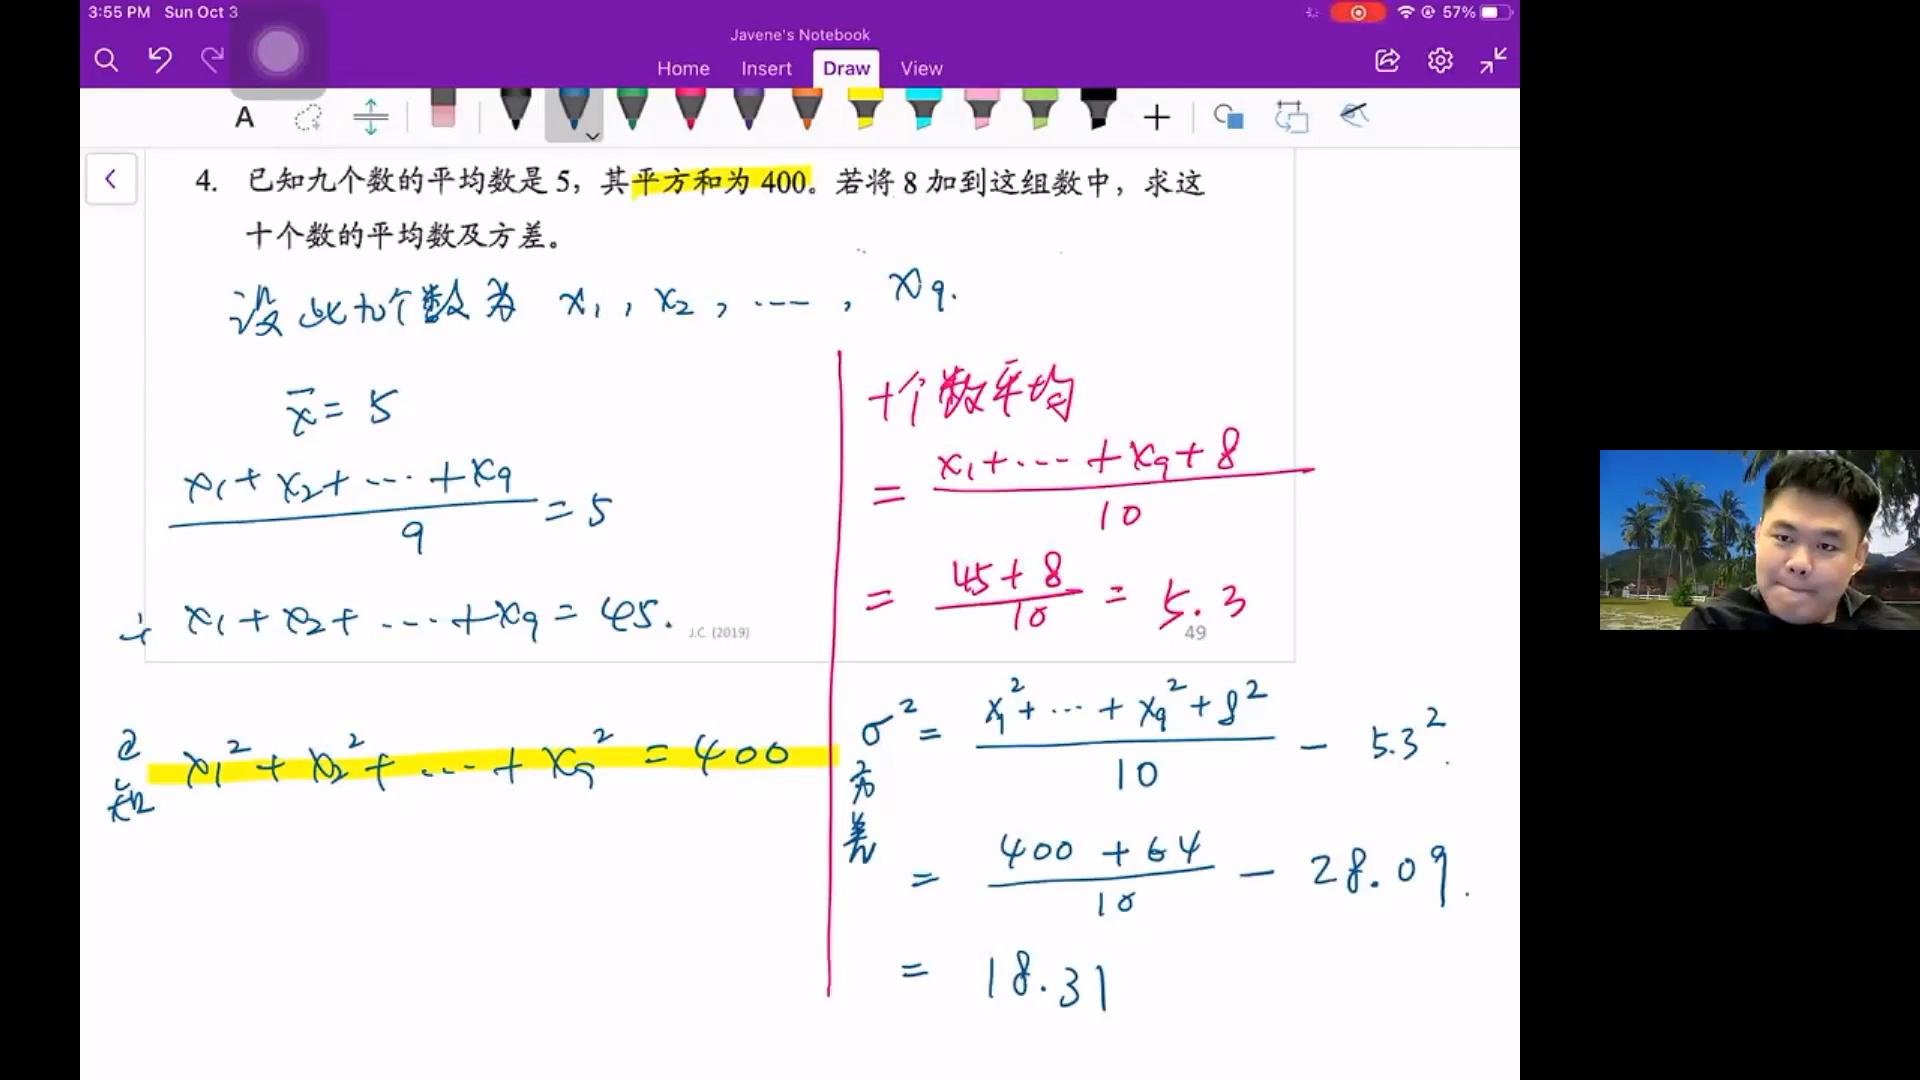 3:55 PM Sun Oct 3
57%
Javene's Notebook
Home Insert Draw View
A
4. 已知九个数的平均数是 5，其平方和为 400。若将 8 加到这组数中，求这
十个数的平均数及方差。
设此九个数为 x₁, x₂, ..., x₉.
x̄ = 5
(x₁ + x₂ + ... + x₉)/9 = 5
x₁ + x₂ + ... + x₉ = 45.
J.C. (2019)
x₁² + x₂² + ... + x₉² = 400
十个数平均
= (x₁ + ... + x₉ + 8)/10
= (45 + 8)/10 = 5.3
49
方差
σ² = (x₁² + ... + x₉² + 8²)/10 − 5.3².
= (400 + 64)/10 − 28.09.
= 18.31